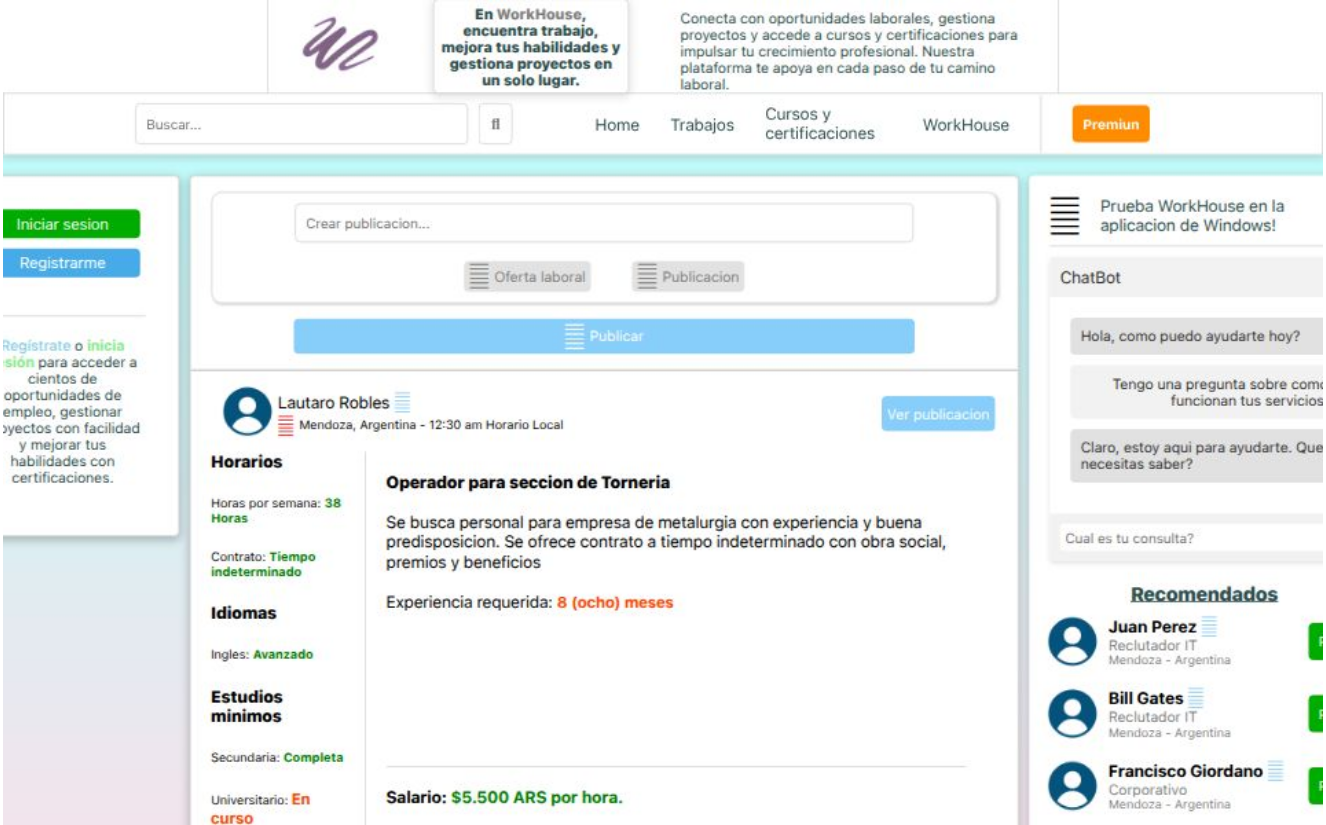 En WorkHouse,
encuentra trabajo,
mejora tus habilidades y
gestiona proyectos en
un solo lugar.
Conecta con oportunidades laborales, gestiona
proyectos y accede a cursos y certificaciones para
impulsar tu crecimiento profesional. Nuestra
plataforma te apoya en cada paso de tu camino
laboral.
Buscar...
Home
Trabajos
Cursos y
certificaciones
WorkHouse
Premiun
Iniciar sesion
Registrarme
Regístrate o inicia
sión para acceder a
cientos de
oportunidades de
empleo, gestionar
oyectos con facilidad
y mejorar tus
habilidades con
certificaciones.
Crear publicacion...
Oferta laboral
Publicacion
Publicar
Lautaro Robles
Mendoza, Argentina - 12:30 am Horario Local
Ver publicacion
Horarios
Horas por semana: 38
Horas
Contrato: Tiempo
indeterminado
Idiomas
Ingles: Avanzado
Estudios
minimos
Secundaria: Completa
Universitario: En
curso
Operador para seccion de Torneria
Se busca personal para empresa de metalurgia con experiencia y buena
predisposicion. Se ofrece contrato a tiempo indeterminado con obra social,
premios y beneficios
Experiencia requerida: 8 (ocho) meses
Salario: $5.500 ARS por hora.
Prueba WorkHouse en la
aplicacion de Windows!
ChatBot
Hola, como puedo ayudarte hoy?
Tengo una pregunta sobre como
funcionan tus servicios
Claro, estoy aqui para ayudarte. Que
necesitas saber?
Cual es tu consulta?
Recomendados
Juan Perez
Reclutador IT
Mendoza - Argentina
Bill Gates
Reclutador IT
Mendoza - Argentina
Francisco Giordano
Corporativo
Mendoza - Argentina